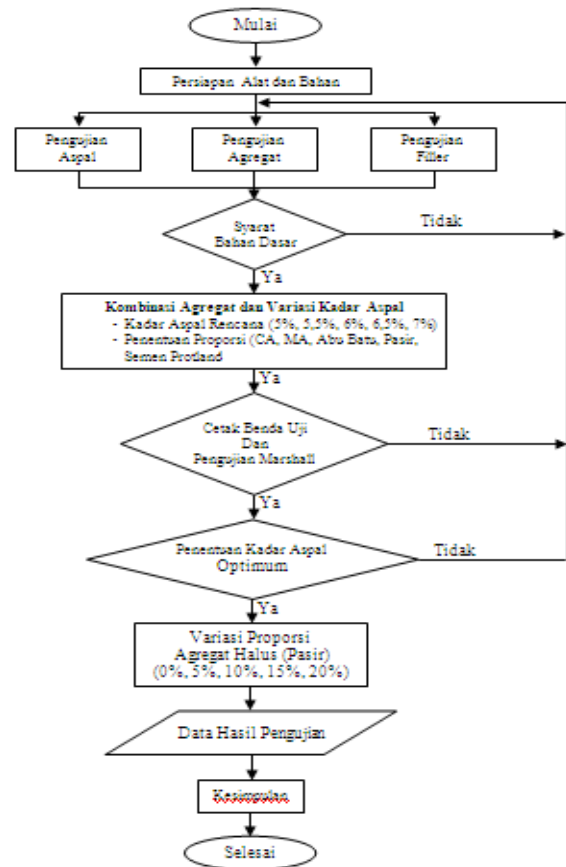 Mulai
Persiapan Alat dan Bahan
Pengujian
Aspal
Pengujian
Agregat
Pengujian
Filler
Syarat
Bahan Dasar
Tidak
Ya
Kombinasi Agregat dan Variasi Kadar Aspal
- Kadar Aspal Rencana (5%, 5,5%, 6%, 6,5%, 7%)
- Penentuan Proporsi (CA, MA, Abu Batu, Pasir,
Semen Protland
Ya
Cetak Benda Uji
Dan
Pengujian Marshall
Tidak
Ya
Penentuan Kadar Aspal
Optimum
Tidak
Ya
Variasi Proporsi
Agregat Halus (Pasir)
(0%, 5%, 10%, 15%, 20%)
Data Hasil Pengujian
Kesimpulan
Selesai